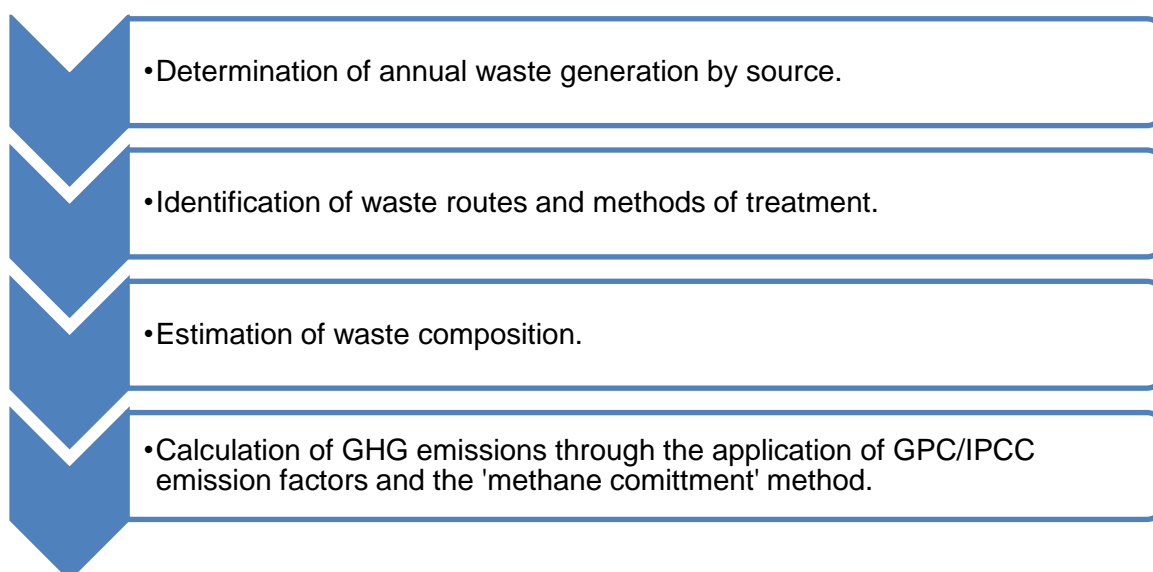 •Determination of annual waste generation by source.
•Identification of waste routes and methods of treatment.
•Estimation of waste composition.
•Calculation of GHG emissions through the application of GPC/IPCC
emission factors and the 'methane comittment' method.